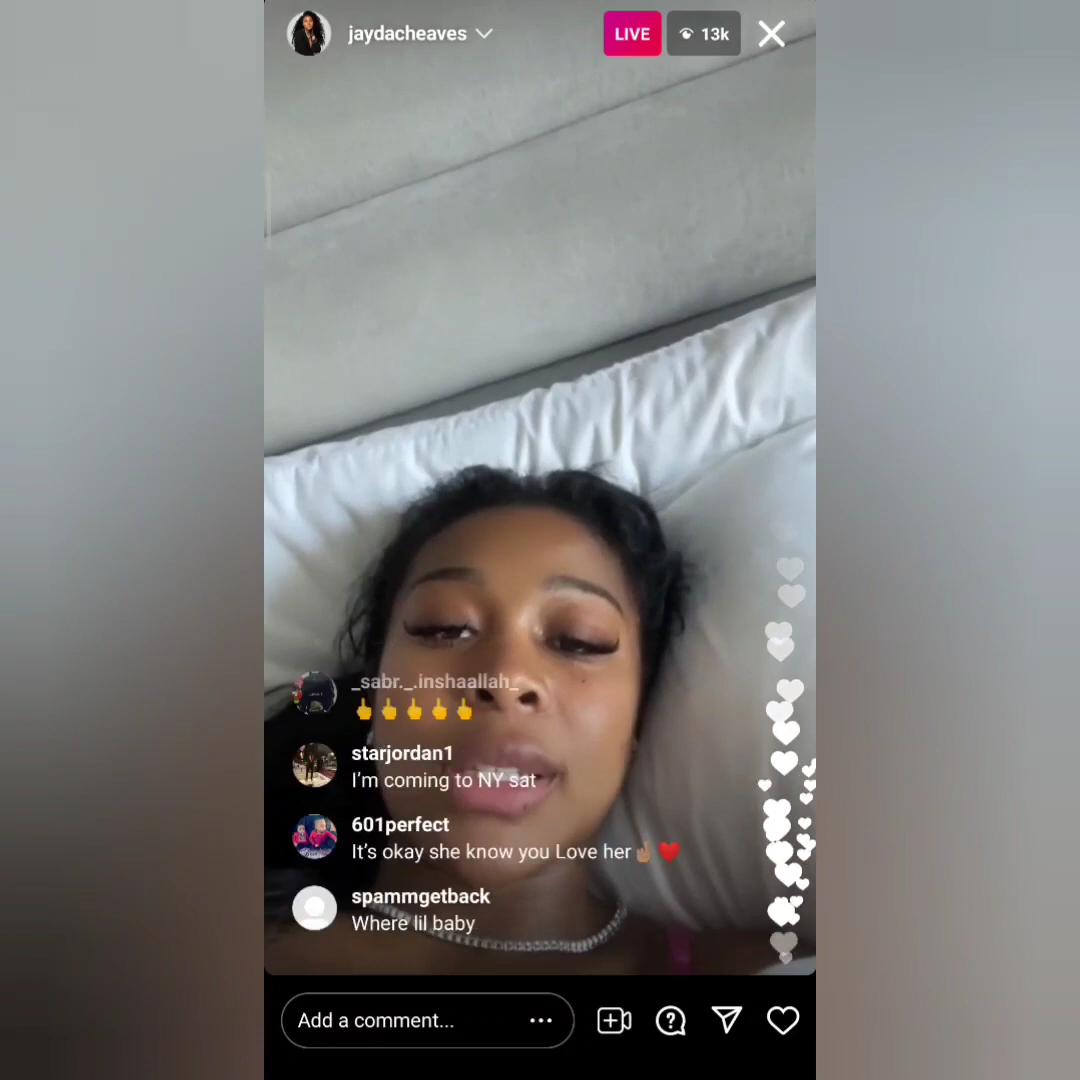 jaydacheaves
LIVE
13k
_sabr._.inshaallah_
🖕🖕🖕🖕🖕
starjordan1
I'm coming to NY sat
601perfect
It's okay she know you Love her✌🏽❤️
spammgetback
Where lil baby
Add a comment...